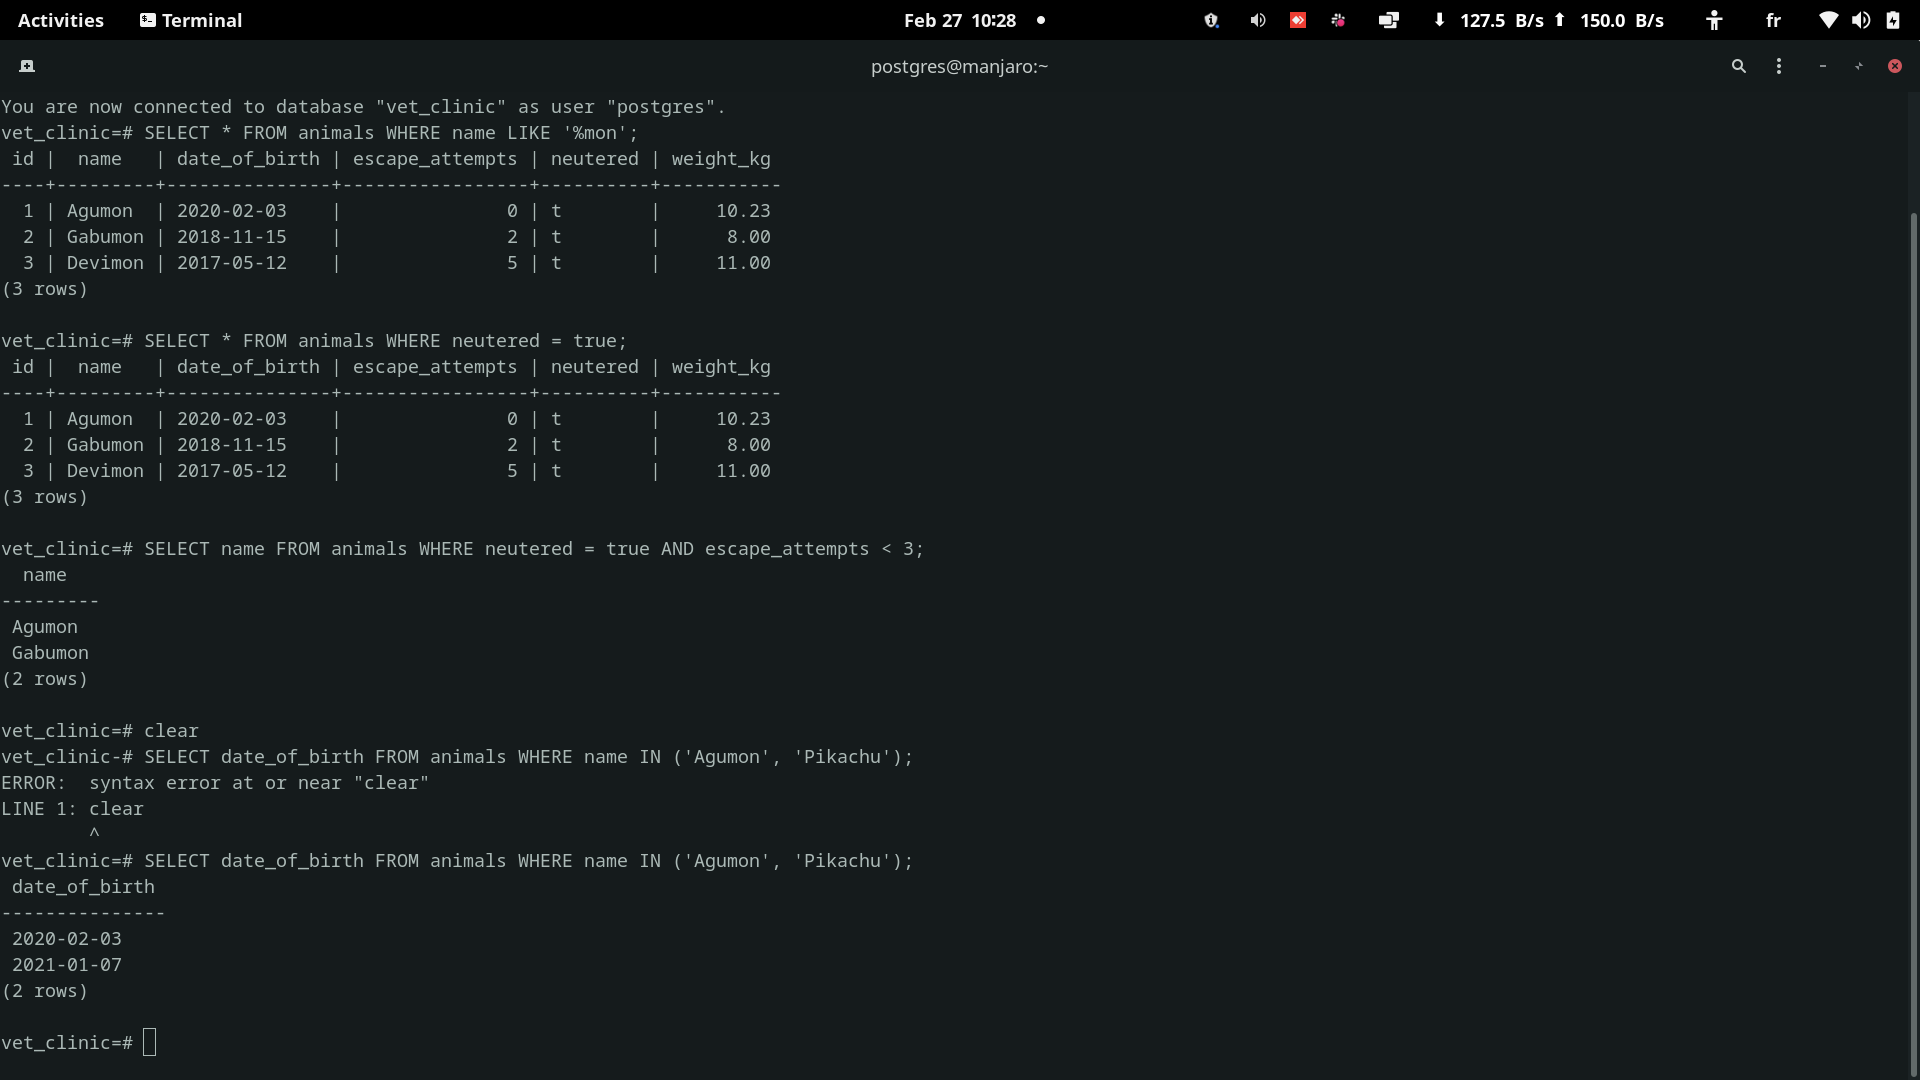 Activities Terminal Feb 27 10:28 127.5 B/s 150.0 B/s fr
postgres@manjaro:~
You are now connected to database "vet_clinic" as user "postgres".
vet_clinic=# SELECT * FROM animals WHERE name LIKE '%mon';
 id |  name   | date_of_birth | escape_attempts | neutered | weight_kg
----+---------+---------------+-----------------+----------+-----------
  1 | Agumon  | 2020-02-03    |               0 | t        |     10.23
  2 | Gabumon | 2018-11-15    |               2 | t        |      8.00
  3 | Devimon | 2017-05-12    |               5 | t        |     11.00
(3 rows)

vet_clinic=# SELECT * FROM animals WHERE neutered = true;
 id |  name   | date_of_birth | escape_attempts | neutered | weight_kg
----+---------+---------------+-----------------+----------+-----------
  1 | Agumon  | 2020-02-03    |               0 | t        |     10.23
  2 | Gabumon | 2018-11-15    |               2 | t        |      8.00
  3 | Devimon | 2017-05-12    |               5 | t        |     11.00
(3 rows)

vet_clinic=# SELECT name FROM animals WHERE neutered = true AND escape_attempts < 3;
  name
---------
 Agumon
 Gabumon
(2 rows)

vet_clinic=# clear
vet_clinic-# SELECT date_of_birth FROM animals WHERE name IN ('Agumon', 'Pikachu');
ERROR:  syntax error at or near "clear"
LINE 1: clear
        ^
vet_clinic=# SELECT date_of_birth FROM animals WHERE name IN ('Agumon', 'Pikachu');
 date_of_birth
---------------
 2020-02-03
 2021-01-07
(2 rows)

vet_clinic=#